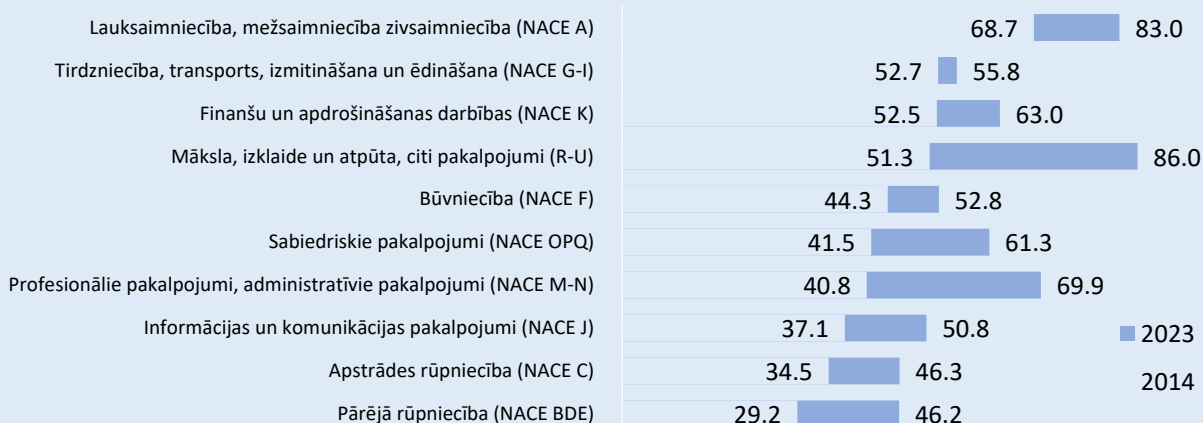 Lauksaimniecība, mežsaimniecība zivsaimniecība (NACE A) 68.7 83.0
Tirdzniecība, transports, izmitināšana un ēdināšana (NACE G-I) 52.7 55.8
Finanšu un apdrošināšanas darbības (NACE K) 52.5 63.0
Māksla, izklaide un atpūta, citi pakalpojumi (R-U) 51.3 86.0
Būvniecība (NACE F) 44.3 52.8
Sabiedriskie pakalpojumi (NACE OPQ) 41.5 61.3
Profesionālie pakalpojumi, administratīvie pakalpojumi (NACE M-N) 40.8 69.9
Informācijas un komunikācijas pakalpojumi (NACE J) 37.1 50.8
2023
Apstrādes rūpniecība (NACE C) 34.5 46.3
2014
Pārējā rūpniecība (NACE BDE) 29.2 46.2